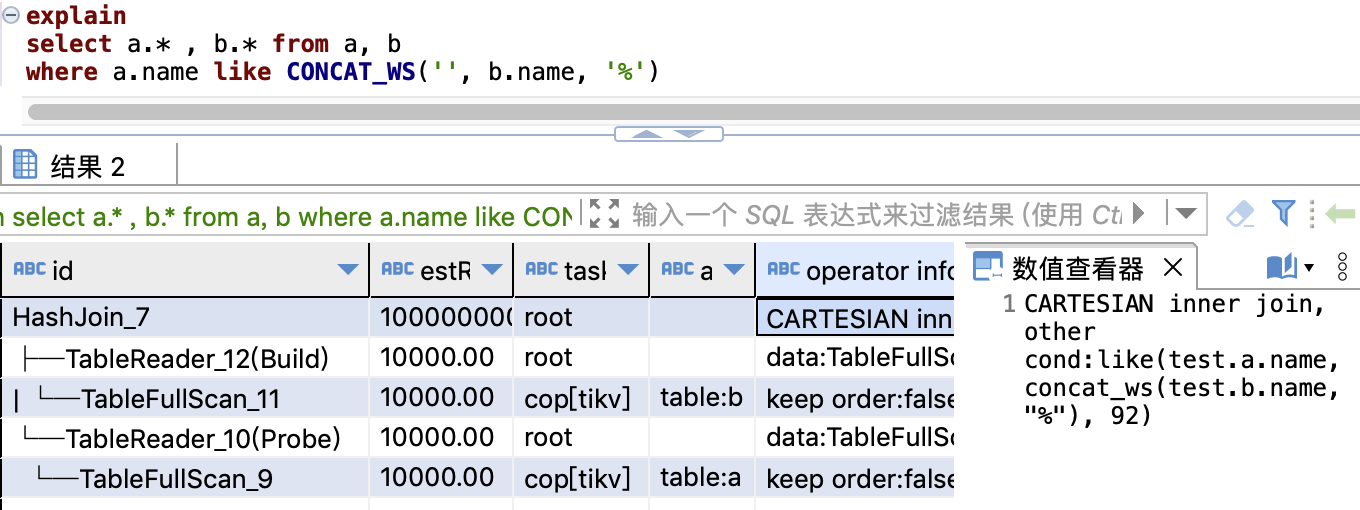 explain
select a.* , b.* from a, b
where a.name like CONCAT_WS('', b.name, '%')
结果 2
select a.* , b.* from a, b where a.name like CON
输入一个 SQL 表达式来过滤结果 (使用 Ct
ABC id ABC estR ABC task ABC a ABC operator info
HashJoin_7 100000000 root CARTESIAN inn
├──TableReader_12(Build) 10000.00 root data:TableFullSc
| └──TableFullScan_11 10000.00 cop[tikv] table:b keep order:false
└──TableReader_10(Probe) 10000.00 root data:TableFullSc
└──TableFullScan_9 10000.00 cop[tikv] table:a keep order:false
数值查看器
1 CARTESIAN inner join,
other
cond:like(test.a.name,
concat_ws(test.b.name,
"%"), 92)